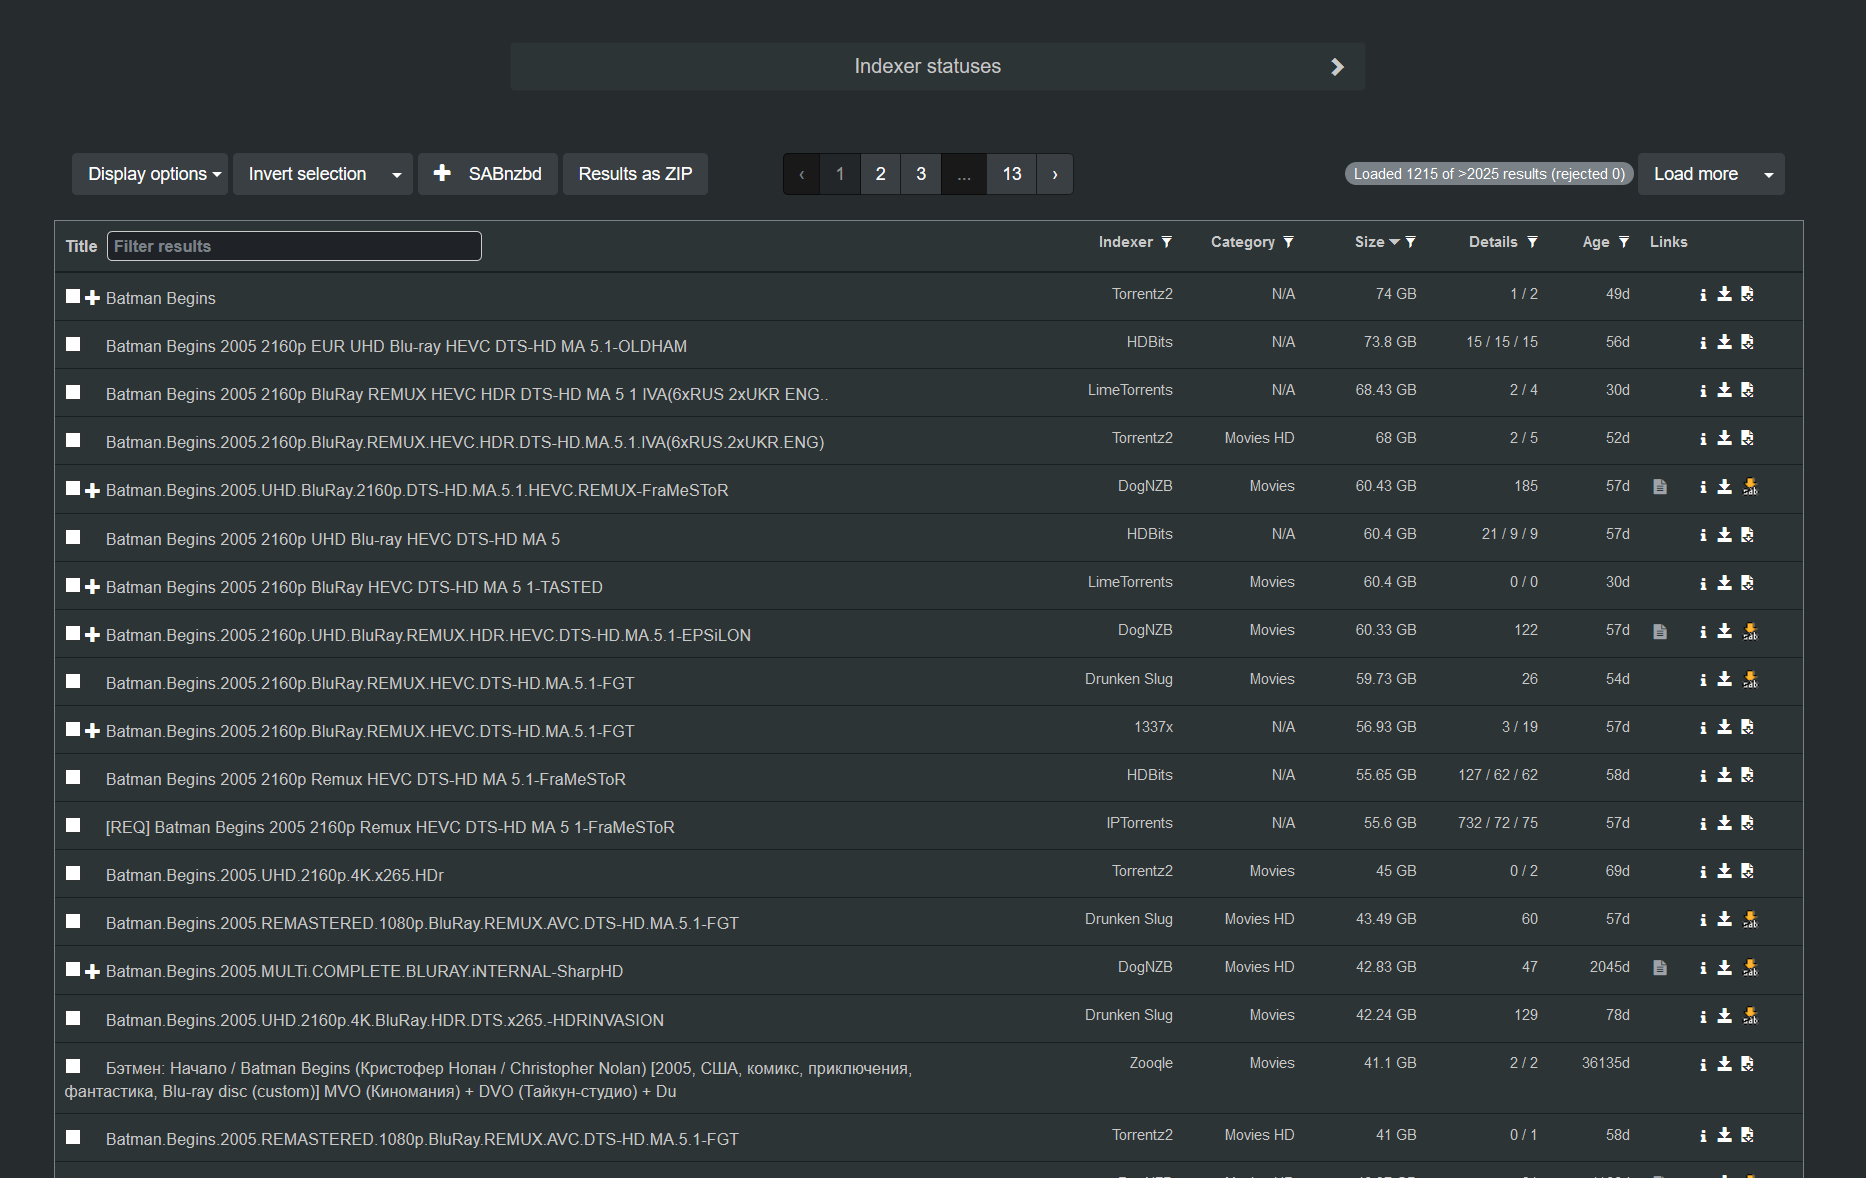 Indexer statuses
Display options Invert selection SABnzbd Results as ZIP ‹ 1 2 3 ... 13 › Loaded 1215 of >2025 results (rejected 0) Load more
Title Filter results Indexer Category Size Details Age Links
Batman Begins Torrentz2 N/A 74 GB 1 / 2 49d
Batman Begins 2005 2160p EUR UHD Blu-ray HEVC DTS-HD MA 5.1-OLDHAM HDBits N/A 73.8 GB 15 / 15 / 15 56d
Batman Begins 2005 2160p BluRay REMUX HEVC HDR DTS-HD MA 5 1 IVA(6xRUS 2xUKR ENG.. LimeTorrents N/A 68.43 GB 2 / 4 30d
Batman.Begins.2005.2160p.BluRay.REMUX.HEVC.HDR.DTS-HD.MA.5.1.IVA(6xRUS.2xUKR.ENG) Torrentz2 Movies HD 68 GB 2 / 5 52d
Batman.Begins.2005.UHD.BluRay.2160p.DTS-HD.MA.5.1.HEVC.REMUX-FraMeSToR DogNZB Movies 60.43 GB 185 57d sab
Batman Begins 2005 2160p UHD Blu-ray HEVC DTS-HD MA 5 HDBits N/A 60.4 GB 21 / 9 / 9 57d
Batman Begins 2005 2160p BluRay HEVC DTS-HD MA 5 1-TASTED LimeTorrents Movies 60.4 GB 0 / 0 30d
Batman.Begins.2005.2160p.UHD.BluRay.REMUX.HDR.HEVC.DTS-HD.MA.5.1-EPSiLON DogNZB Movies 60.33 GB 122 57d sab
Batman.Begins.2005.2160p.BluRay.REMUX.HEVC.DTS-HD.MA.5.1-FGT Drunken Slug Movies 59.73 GB 26 54d sab
Batman.Begins.2005.2160p.BluRay.REMUX.HEVC.DTS-HD.MA.5.1-FGT 1337x N/A 56.93 GB 3 / 19 57d
Batman Begins 2005 2160p Remux HEVC DTS-HD MA 5.1-FraMeSToR HDBits N/A 55.65 GB 127 / 62 / 62 58d
[REQ] Batman Begins 2005 2160p Remux HEVC DTS-HD MA 5 1-FraMeSToR IPTorrents N/A 55.6 GB 732 / 72 / 75 57d
Batman.Begins.2005.UHD.2160p.4K.x265.HDr Torrentz2 Movies 45 GB 0 / 2 69d
Batman.Begins.2005.REMASTERED.1080p.BluRay.REMUX.AVC.DTS-HD.MA.5.1-FGT Drunken Slug Movies HD 43.49 GB 60 57d sab
Batman.Begins.2005.MULTi.COMPLETE.BLURAY.iNTERNAL-SharpHD DogNZB Movies HD 42.83 GB 47 2045d sab
Batman.Begins.2005.UHD.2160p.4K.BluRay.HDR.DTS.x265.-HDRINVASION Drunken Slug Movies 42.24 GB 129 78d sab
Бэтмен: Начало / Batman Begins (Кристофер Нолан / Christopher Nolan) [2005, США, комикс, приключения, Zooqle Movies 41.1 GB 2 / 2 36135d
фантастика, Blu-ray disc (custom)] MVO (Киномания) + DVO (Тайкун-студио) + Du
Batman.Begins.2005.REMASTERED.1080p.BluRay.REMUX.AVC.DTS-HD.MA.5.1-FGT Torrentz2 Movies HD 41 GB 0 / 1 58d